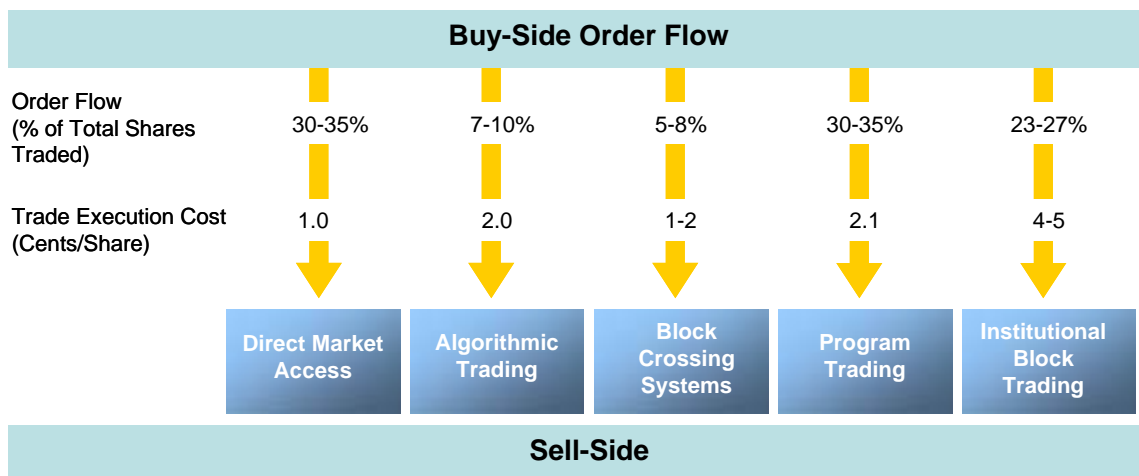 Buy-Side Order Flow
Order Flow
(% of Total Shares
Traded)
30-35%
7-10%
5-8%
30-35%
23-27%
Trade Execution Cost
(Cents/Share)
1.0
2.0
1-2
2.1
4-5
Direct Market
Access
Algorithmic
Trading
Block
Crossing
Systems
Program
Trading
Institutional
Block
Trading
Sell-Side